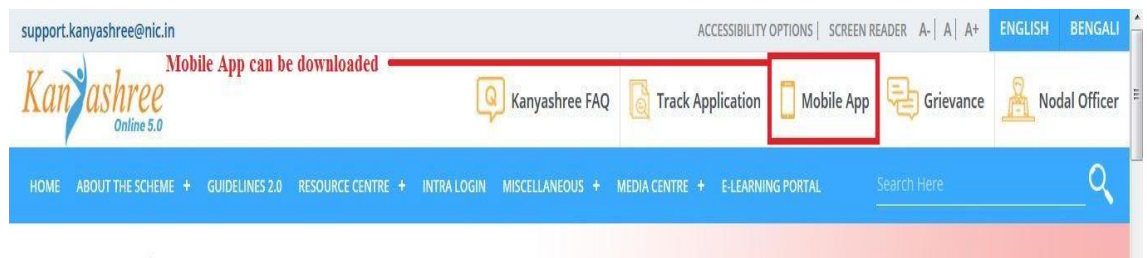 support.kanyashree@nic.in ACCESSIBILITY OPTIONS | SCREEN READER A- | A | A+ ENGLISH BENGALI
Mobile App can be downloaded
Kanyashree
Online 5.0
Q Kanyashree FAQ Track Application Mobile App Grievance Nodal Officer
HOME ABOUT THE SCHEME + GUIDELINES 2.0 RESOURCE CENTRE + INTRA LOGIN MISCELLANEOUS + MEDIA CENTRE + E-LEARNING PORTAL Search Here